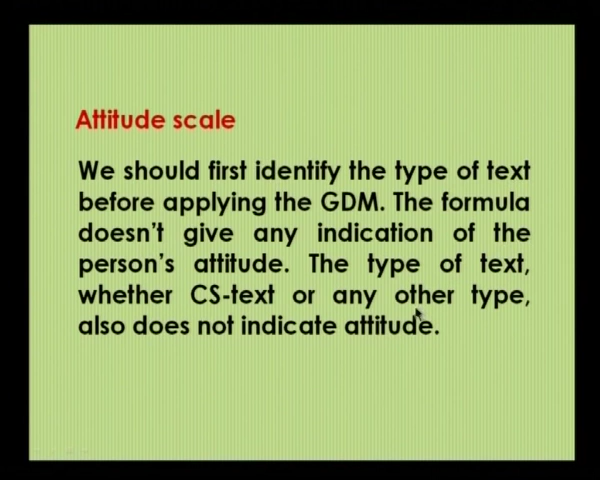 Attitude scale
We should first identify the type of text
before applying the GDM. The formula
doesn't give any indication of the
person's attitude. The type of text,
whether CS-text or any other type,
also does not indicate attitude.